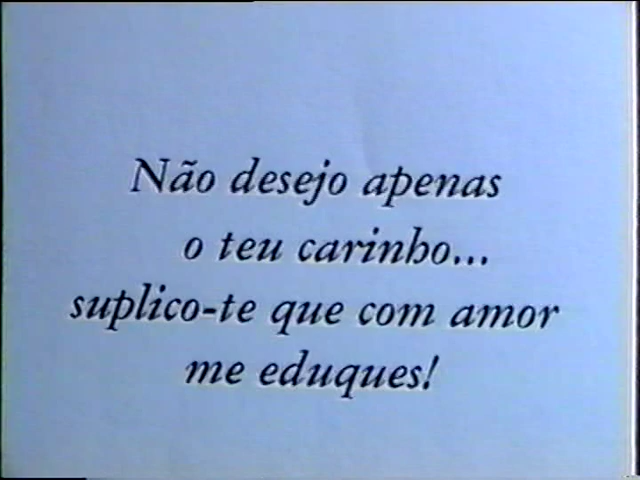 Não desejo apenas
o teu carinho...
suplico-te que com amor
me eduques!